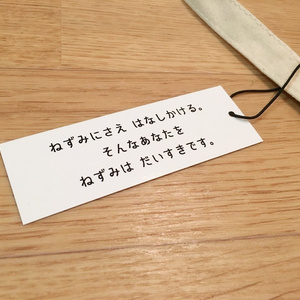 ねずみにさえ はなしかける。
そんなあなたを
ねずみは だいすきです。